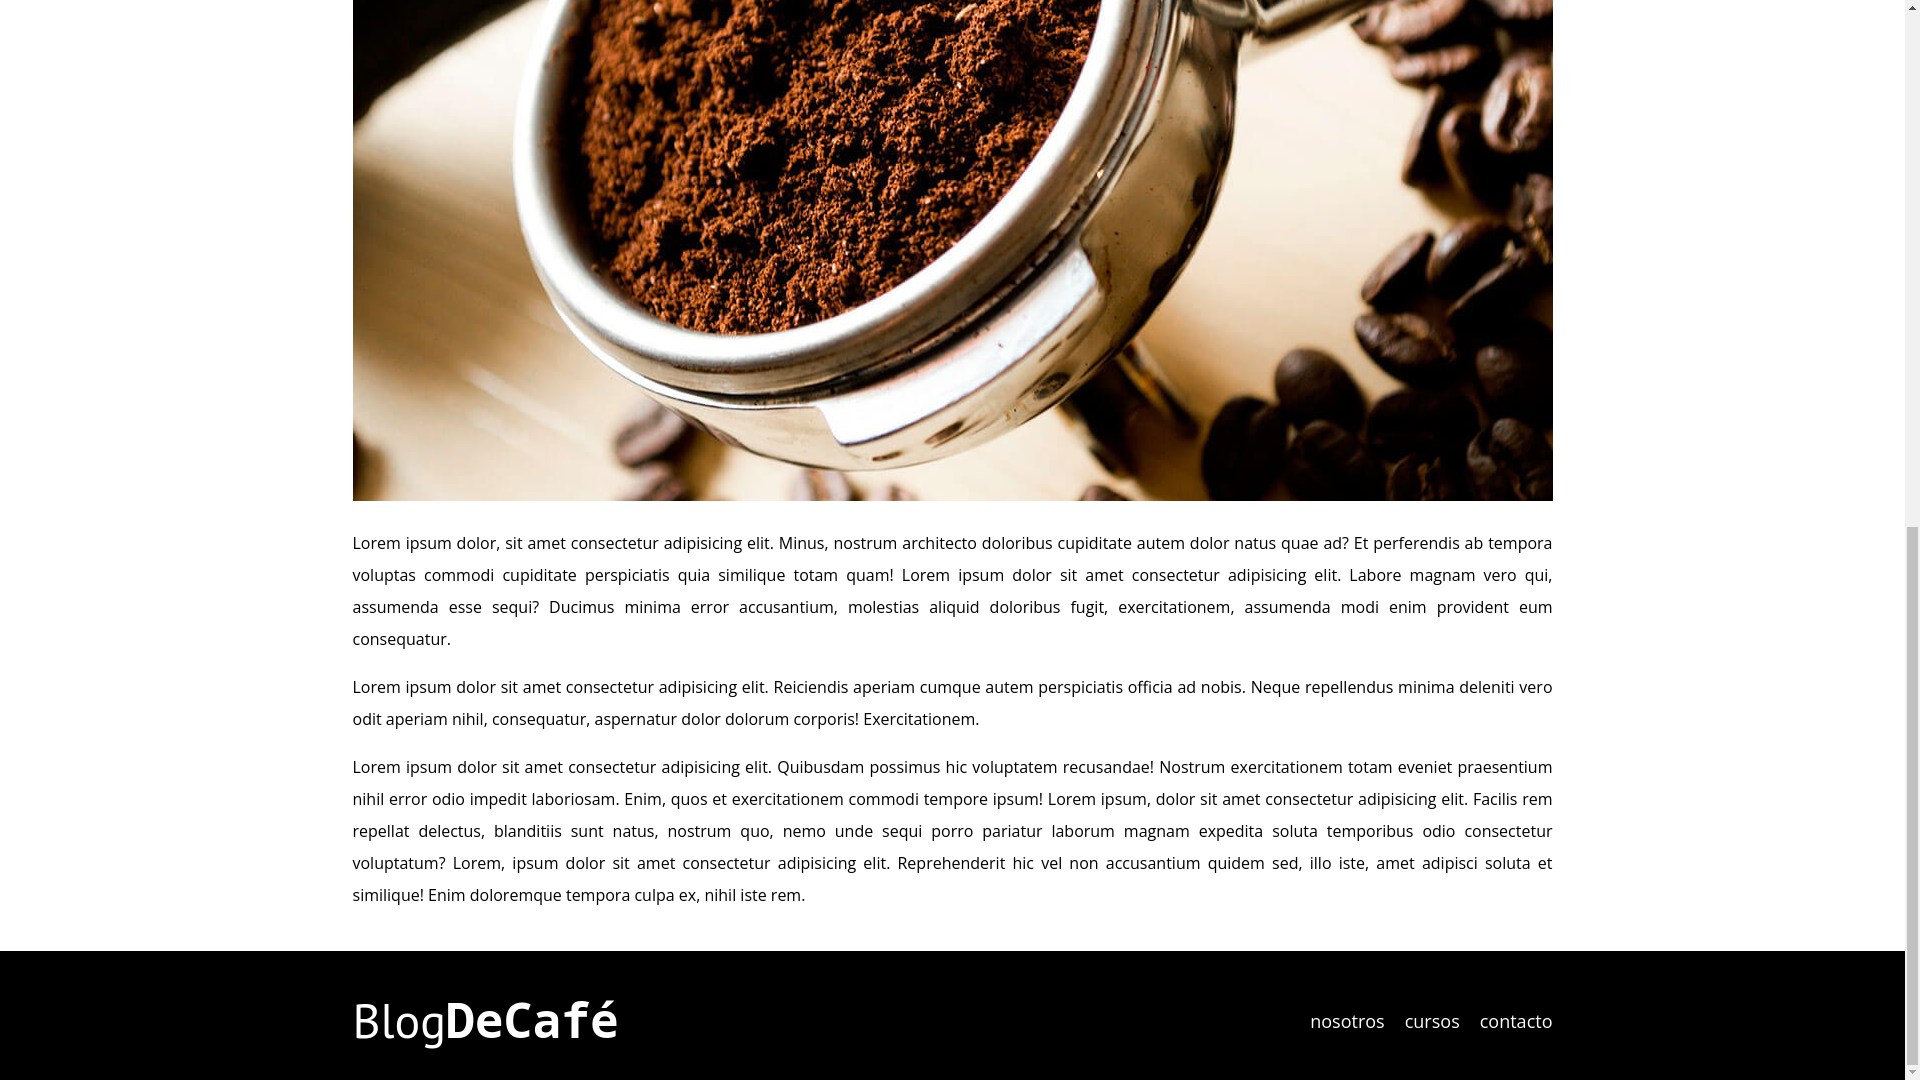 Lorem ipsum dolor, sit amet consectetur adipisicing elit. Minus, nostrum architecto doloribus cupiditate autem dolor natus quae ad? Et perferendis ab tempora
voluptas commodi cupiditate perspiciatis quia similique totam quam! Lorem ipsum dolor sit amet consectetur adipisicing elit. Labore magnam vero qui,
assumenda esse sequi? Ducimus minima error accusantium, molestias aliquid doloribus fugit, exercitationem, assumenda modi enim provident eum
consequatur.
Lorem ipsum dolor sit amet consectetur adipisicing elit. Reiciendis aperiam cumque autem perspiciatis officia ad nobis. Neque repellendus minima deleniti vero
odit aperiam nihil, consequatur, aspernatur dolor dolorum corporis! Exercitationem.
Lorem ipsum dolor sit amet consectetur adipisicing elit. Quibusdam possimus hic voluptatem recusandae! Nostrum exercitationem totam eveniet praesentium
nihil error odio impedit laboriosam. Enim, quos et exercitationem commodi tempore ipsum! Lorem ipsum, dolor sit amet consectetur adipisicing elit. Facilis rem
repellat delectus, blanditiis sunt natus, nostrum quo, nemo unde sequi porro pariatur laborum magnam expedita soluta temporibus odio consectetur
voluptatum? Lorem, ipsum dolor sit amet consectetur adipisicing elit. Reprehenderit hic vel non accusantium quidem sed, illo iste, amet adipisci soluta et
similique! Enim doloremque tempora culpa ex, nihil iste rem.
BlogDeCafé
nosotros cursos contacto